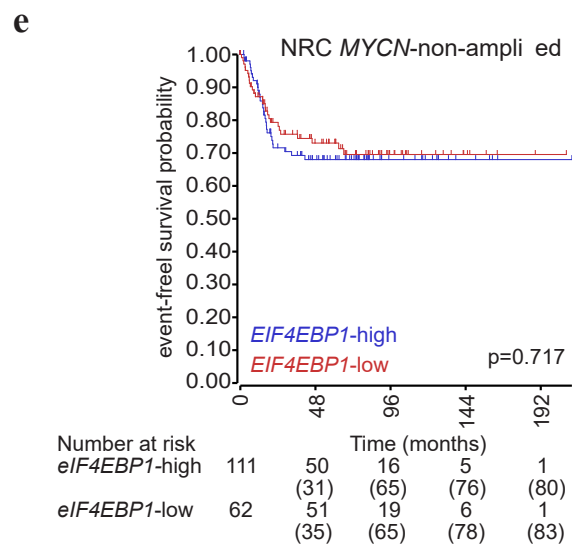 e
NRC MYCN-non-ampli ed
event-freel survival probability
1.00
0.90
0.80
0.70
0.60
0.50
0.40
0.30
0.20
0.10
0.00
EIF4EBP1-high
EIF4EBP1-low
p=0.717
0 48 96 144 192
Number at risk Time (months)
eIF4EBP1-high 111 50 16 5 1
(31) (65) (76) (80)
eIF4EBP1-low 62 51 19 6 1
(35) (65) (78) (83)